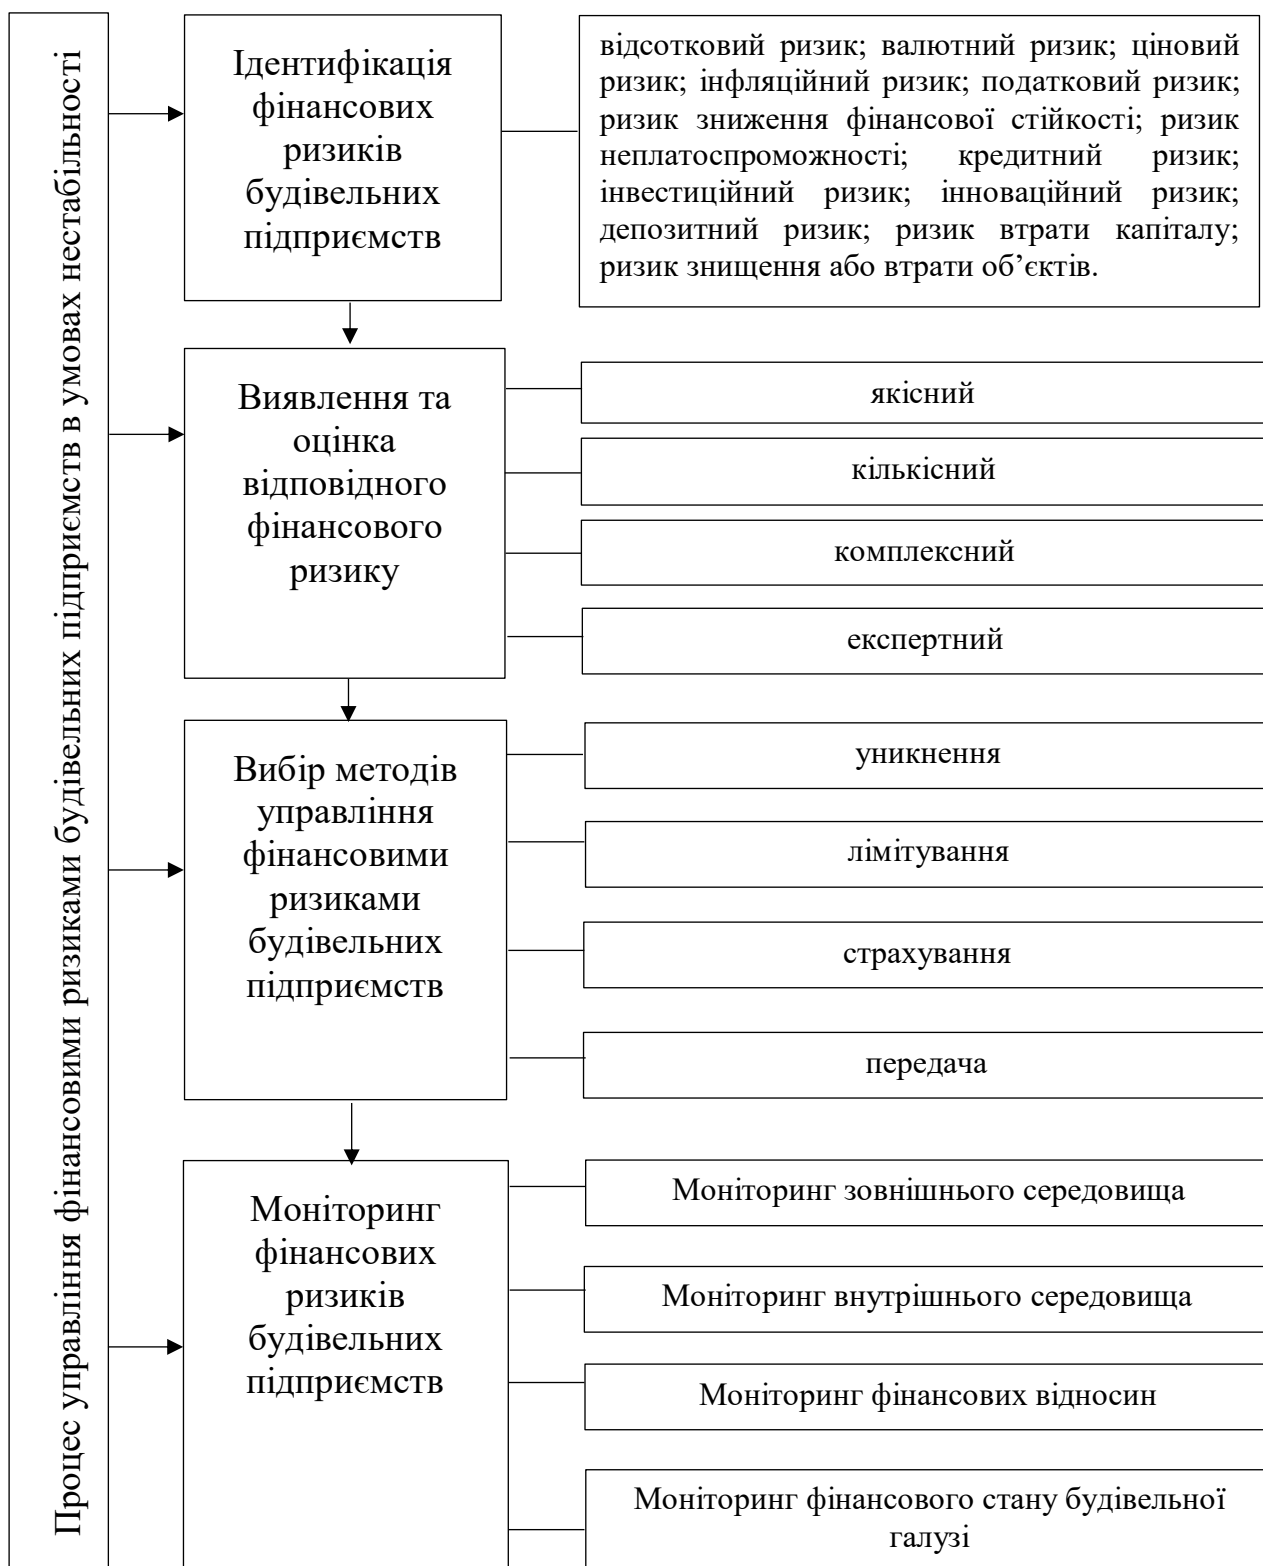 Процес управління фінансовими ризиками будівельних підприємств в умовах нестабільності
Ідентифікація
фінансових
ризиків
будівельних
підприємств
відсотковий ризик; валютний ризик; ціновий
ризик; інфляційний ризик; податковий ризик;
ризик зниження фінансової стійкості; ризик
неплатоспроможності; кредитний ризик;
інвестиційний ризик; інноваційний ризик;
депозитний ризик; ризик втрати капіталу;
ризик знищення або втрати об’єктів.
Виявлення та
оцінка
відповідного
фінансового
ризику
якісний
кількісний
комплексний
експертний
Вибір методів
управління
фінансовими
ризиками
будівельних
підприємств
уникнення
лімітування
страхування
передача
Моніторинг
фінансових
ризиків
будівельних
підприємств
Моніторинг зовнішнього середовища
Моніторинг внутрішнього середовища
Моніторинг фінансових відносин
Моніторинг фінансового стану будівельної
галузі